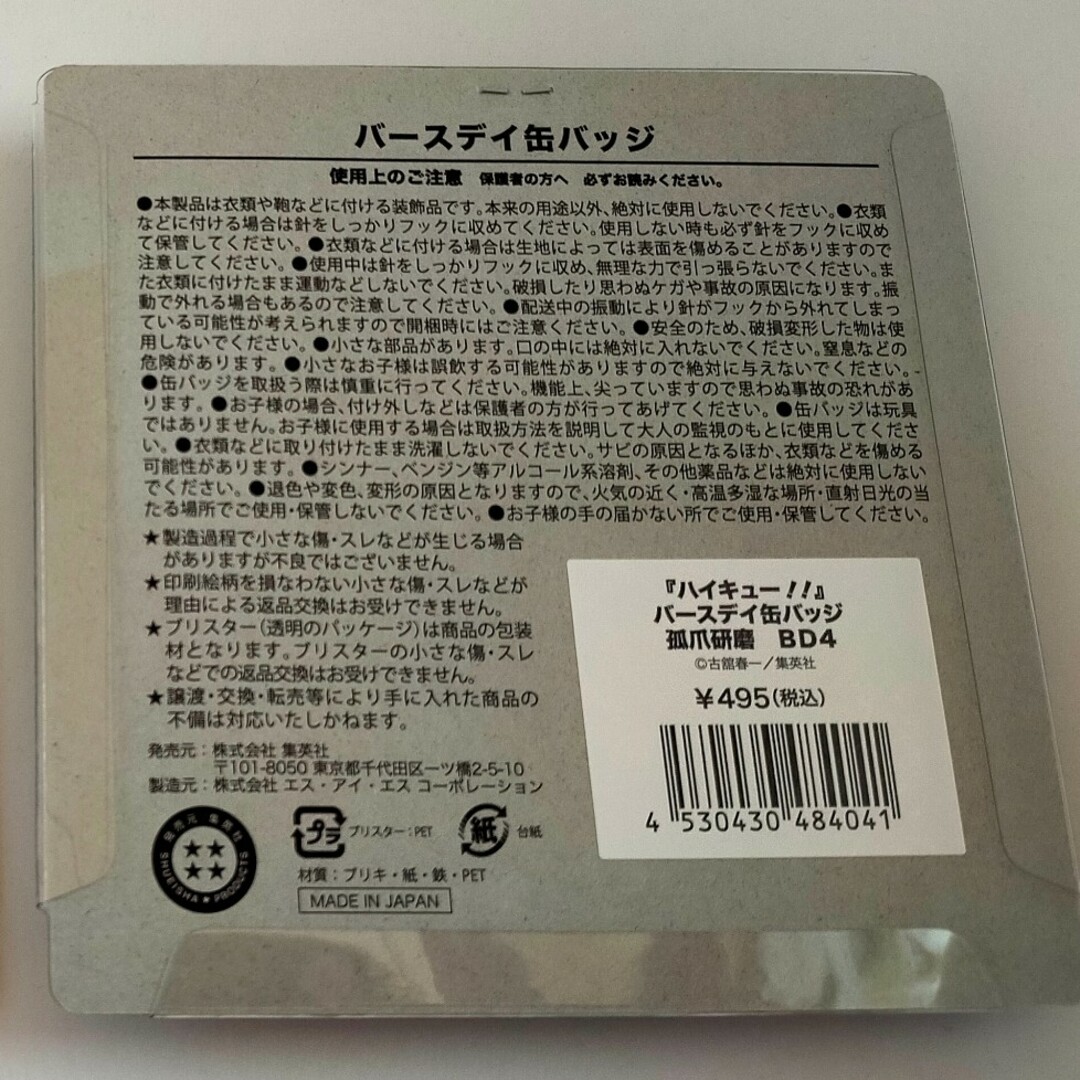 バースデイ缶バッジ
使用上のご注意 保護者の方へ 必ずお読みください。
●本製品は衣類や鞄などに付ける装飾品です。本来の用途以外、絶対に使用しないでください。●衣類
などに付ける場合は針をしっかりフックに収めてください。使用しない時も必ず針をフックに収め
て保管してください。●衣類などに付ける場合は生地によっては表面を傷めることがありますので
注意してください。●使用中は針をしっかりフックに収め、無理な力で引っ張らないでください。ま
た衣類に付けたまま運動などしないでください。破損したり思わぬケガや事故の原因になります。振
動で外れる場合もあるので注意してください。●配送中の振動により針がフックから外れてしまっ
ている可能性が考えられますので開梱時にはご注意ください。●安全のため、破損変形した物は使
用しないでください。●小さな部品があります。口の中には絶対に入れないでください。窒息などの
危険があります。●小さなお子様は誤飲する可能性がありますので絶対に与えないでください。
●缶バッジを取扱う際は慎重に行ってください。機能上、尖っていますので思わぬ事故の恐れがあ
ります。●お子様の場合、付け外しなどは保護者の方が行ってあげてください。●缶バッジは玩具
ではありません。お子様に使用する場合は取扱方法を説明して大人の監視のもとに使用してくださ
い。●衣類などに取り付けたまま洗濯しないでください。サビの原因となるほか、衣類などを傷める
可能性があります。●シンナー、ベンジン等アルコール系溶剤、その他薬品などは絶対に使用しない
でください。●退色や変色、変形の原因となりますので、火気の近く・高温多湿な場所・直射日光の当
たる場所でご使用・保管しないでください。●お子様の手の届かない所でご使用・保管してください。
★製造過程で小さな傷・スレなどが生じる場合
がありますが不良ではございません。
★印刷絵柄を損なわない小さな傷・スレなどが
理由による返品交換はお受けできません。
★ブリスター(透明のパッケージ)は商品の包装
材となります。ブリスターの小さな傷・スレ
などでの返品交換はお受けできません。
★譲渡・交換・転売等により手に入れた商品の
不備は対応いたしかねます。
発売元:株式会社 集英社
〒101-8050 東京都千代田区一ツ橋2-5-10
製造元:株式会社 エス・アイ・エス コーポレーション
発売元 集英社
SHUEISHA ★ PRODUCTS
プラ ブリスター:PET
紙 台紙
材質:ブリキ・紙・鉄・PET
MADE IN JAPAN
『ハイキュー!!』
バースデイ缶バッジ
孤爪研磨 BD4
©古舘春一/集英社
¥495(税込)
4 530430 484041